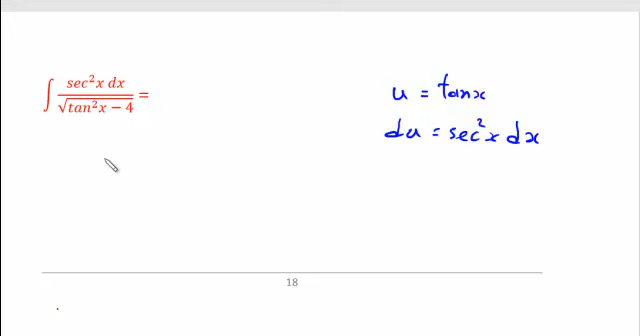 ∫ sec²x dx / √(tan²x − 4) =
u = tanx
du = sec²x dx
18